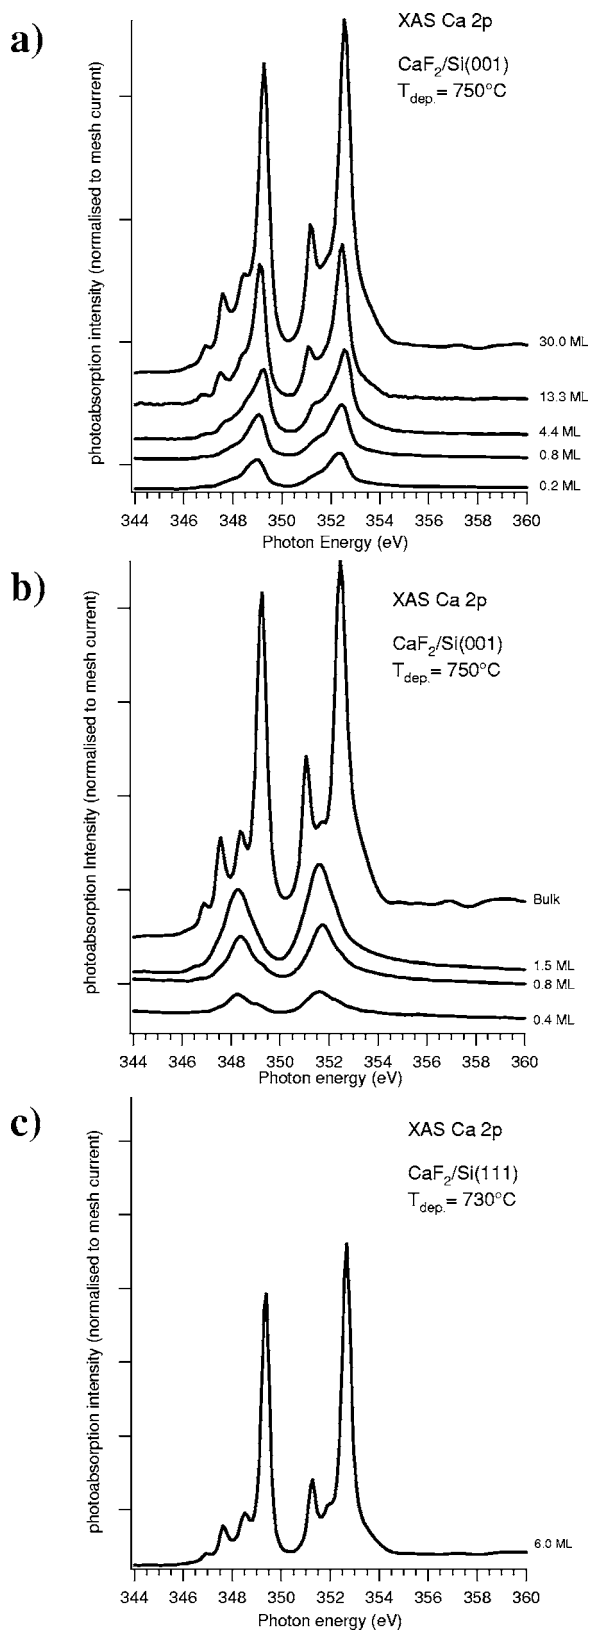 a)
XAS Ca 2p
CaF2/Si(001)
Tdep.= 750°C
photoabsorption intensity (normalised to mesh current)
30.0 ML
13.3 ML
4.4 ML
0.8 ML
0.2 ML
344 346 348 350 352 354 356 358 360
Photon Energy (eV)
b)
XAS Ca 2p
CaF2/Si(001)
Tdep.= 750°C
photoabsorption Intensity (normalised to mesh current)
Bulk
1.5 ML
0.8 ML
0.4 ML
344 346 348 350 352 354 356 358 360
Photon energy (eV)
c)
XAS Ca 2p
CaF2/Si(111)
Tdep.= 730°C
photoabsorption intensity (normalised to mesh current)
6.0 ML
344 346 348 350 352 354 356 358 360
Photon energy (eV)